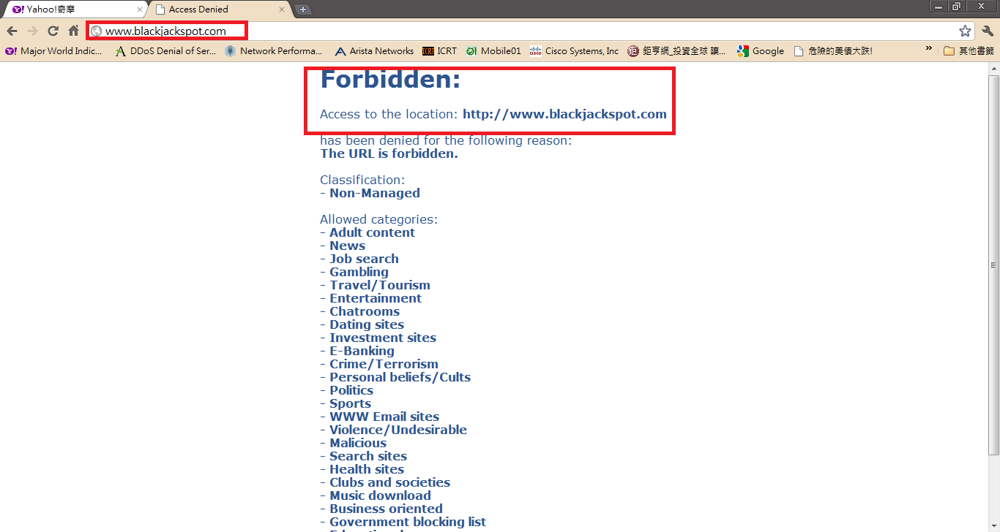 Yahoo!奇摩
Access Denied
www.blackjackspot.com
Major World Indic...
DDoS Denial of Ser...
Network Performa...
Arista Networks
ICRT ICRT
Mobile01
Cisco Systems, Inc
鉅亨網_投資全球 讓...
Google
危險的美債大跌!
»
其他書籤
Forbidden:
Access to the location: http://www.blackjackspot.com
has been denied for the following reason:
The URL is forbidden.
Classification:
- Non-Managed
Allowed categories:
- Adult content
- News
- Job search
- Gambling
- Travel/Tourism
- Entertainment
- Chatrooms
- Dating sites
- Investment sites
- E-Banking
- Crime/Terrorism
- Personal beliefs/Cults
- Politics
- Sports
- WWW Email sites
- Violence/Undesirable
- Malicious
- Search sites
- Health sites
- Clubs and societies
- Music download
- Business oriented
- Government blocking list